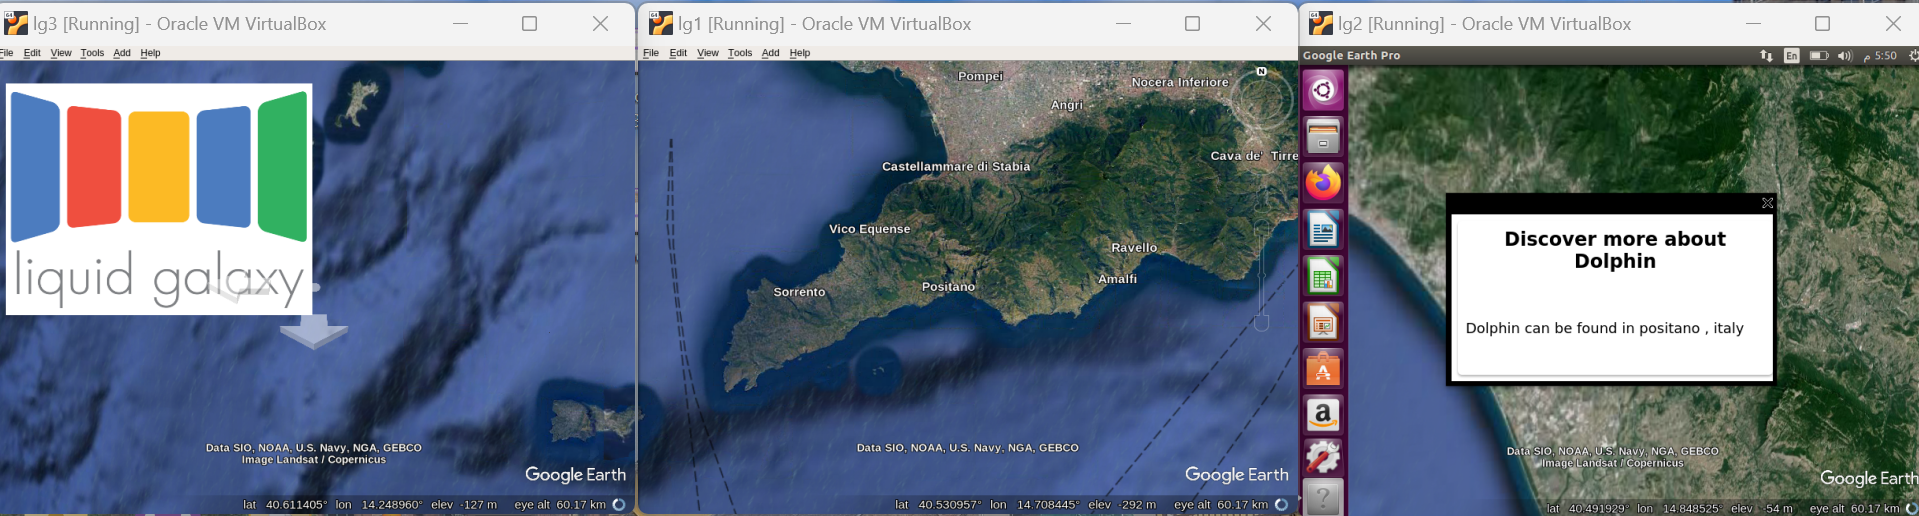 lg3 [Running] - Oracle VM VirtualBox
File Edit View Tools Add Help
liquid galaxy
Data SIO, NOAA, U.S. Navy, NGA, GEBCO
Image Landsat / Copernicus
Google Earth
lat 40.611405° lon 14.248960° elev -127 m eye alt 60.17 km
lg1 [Running] - Oracle VM VirtualBox
File Edit View Tools Add Help
N
Pompei
Nocera Inferiore
Angri
Cava de' Tirre
Castellammare di Stabia
Vico Equense
Ravello
Amalfi
Positano
Sorrento
Data SIO, NOAA, U.S. Navy, NGA, GEBCO
Google Earth
lat 40.530957° lon 14.708445° elev -292 m eye alt 60.17 km
lg2 [Running] - Oracle VM VirtualBox
Google Earth Pro
En
م 5:50
Discover more about
Dolphin
Dolphin can be found in positano , italy
a
?
Data SIO, NOAA, U.S. Navy, NGA, GEBCO
Image Landsat / Copernicus
Google Earth
lat 40.491929° lon 14.848525° elev -54 m eye alt 60.17 km